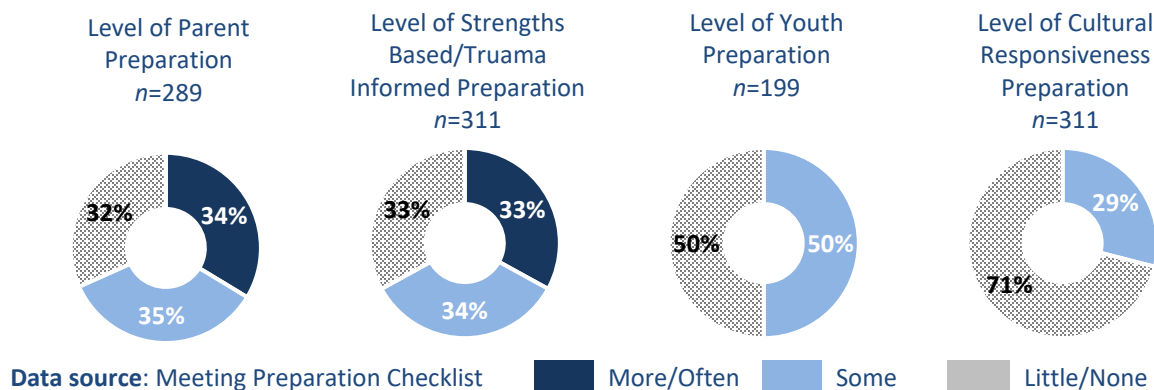 Level of Parent
Preparation
n=289
Level of Strengths
Based/Truama
Informed Preparation
n=311
Level of Youth
Preparation
n=199
Level of Cultural
Responsiveness
Preparation
n=311
32%
34%
35%
33%
33%
34%
50%
50%
29%
71%
Data source: Meeting Preparation Checklist
More/Often
Some
Little/None